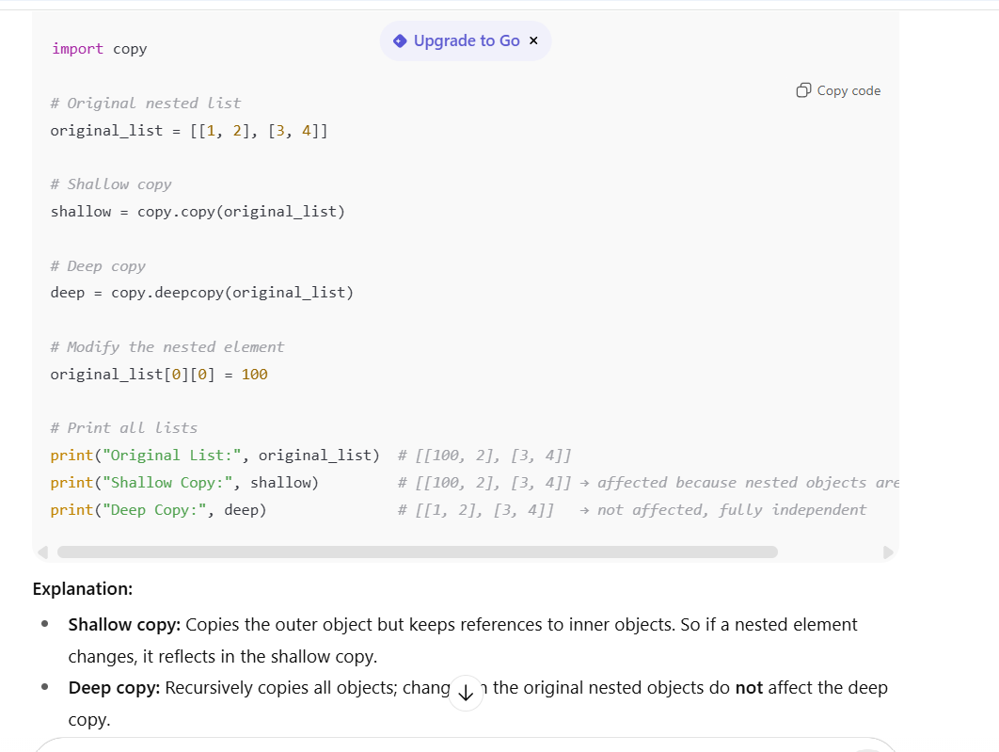 Upgrade to Go ×
import copy
Copy code
# Original nested list
original_list = [[1, 2], [3, 4]]
# Shallow copy
shallow = copy.copy(original_list)
# Deep copy
deep = copy.deepcopy(original_list)
# Modify the nested element
original_list[0][0] = 100
# Print all lists
print("Original List:", original_list)  # [[100, 2], [3, 4]]
print("Shallow Copy:", shallow)         # [[100, 2], [3, 4]] → affected because nested objects are
print("Deep Copy:", deep)               # [[1, 2], [3, 4]]   → not affected, fully independent
Explanation:
• Shallow copy: Copies the outer object but keeps references to inner objects. So if a nested element
changes, it reflects in the shallow copy.
• Deep copy: Recursively copies all objects; chang the original nested objects do not affect the deep
copy.